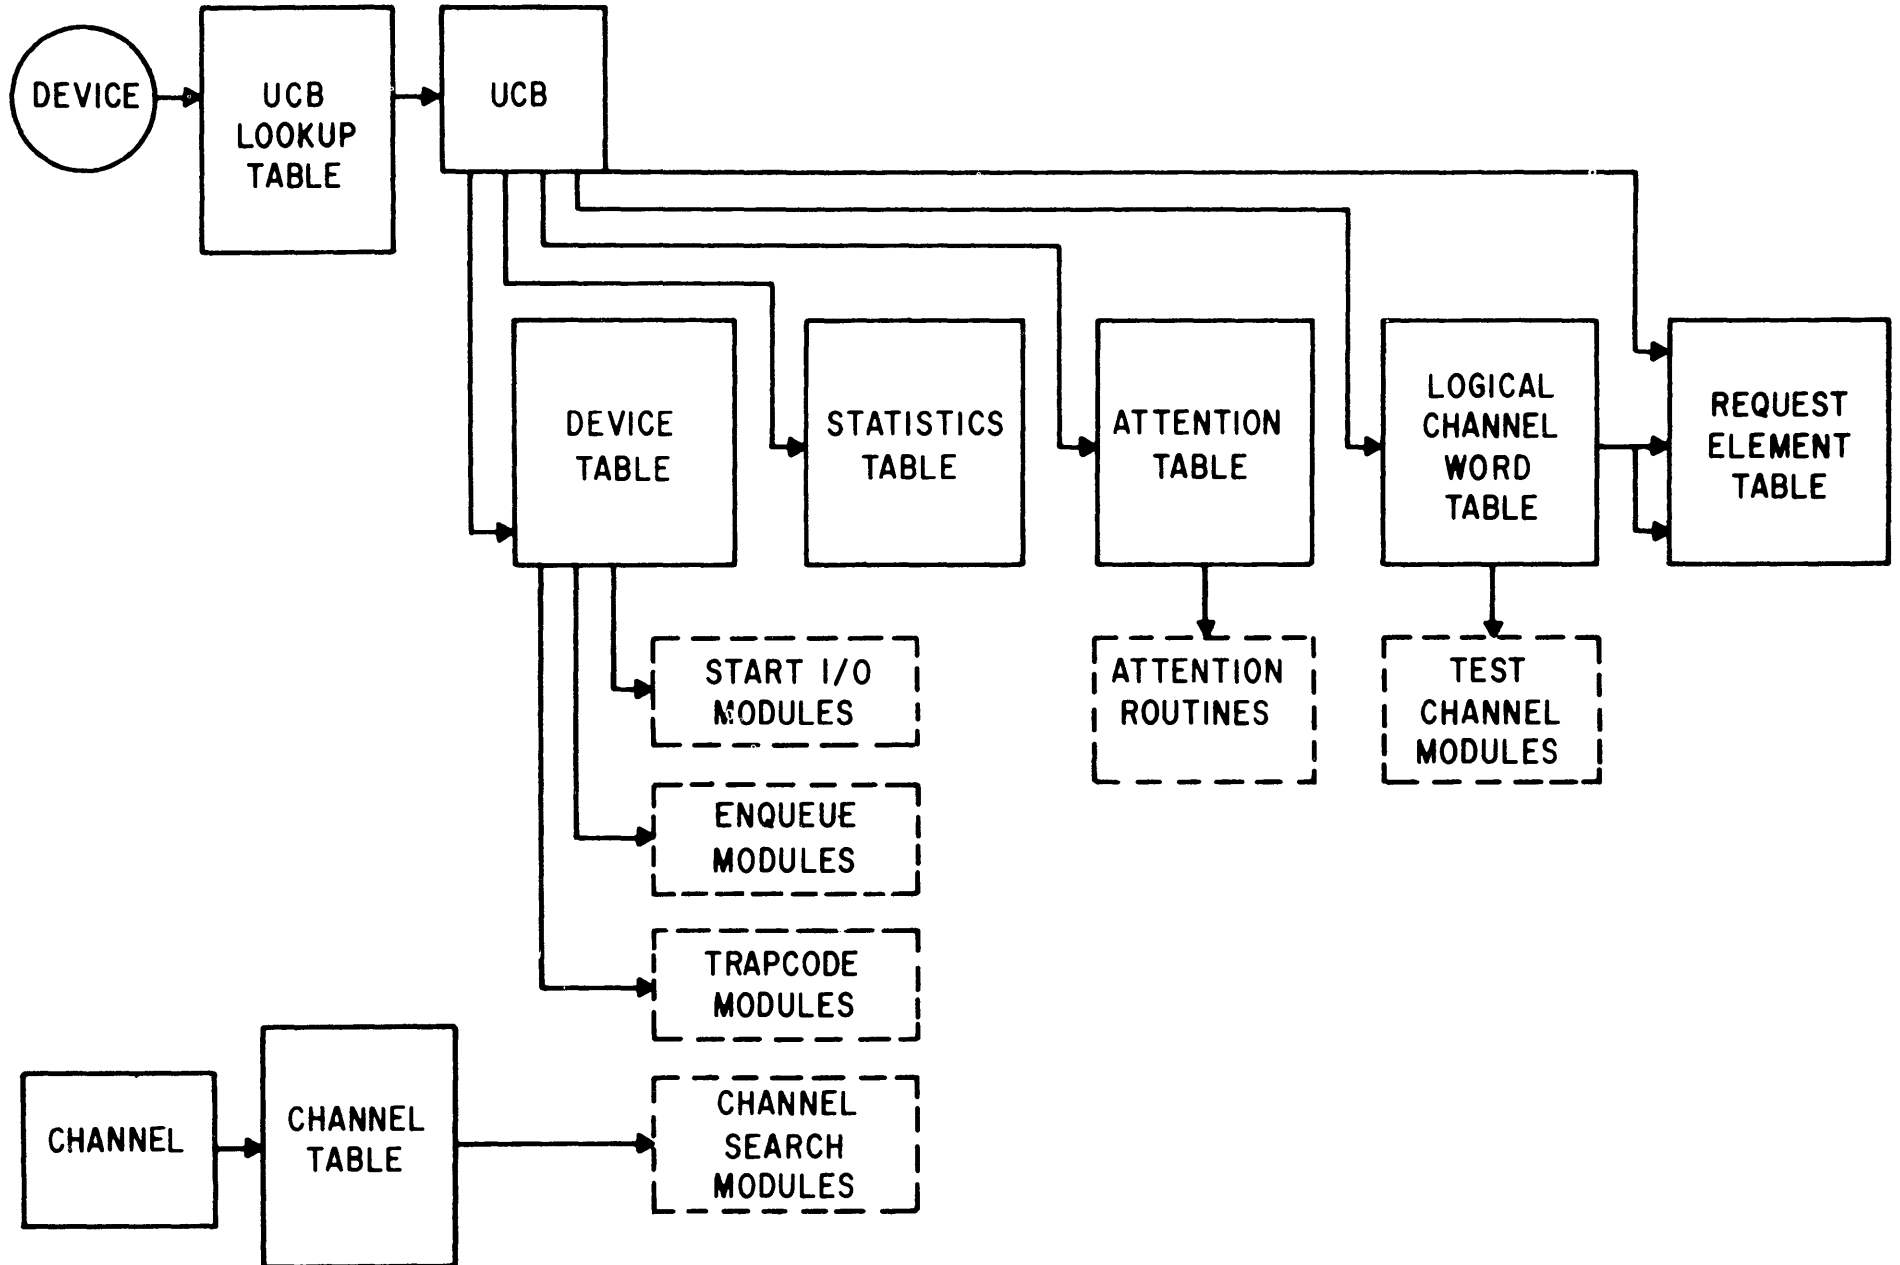 DEVICE
UCB
LOOKUP
TABLE
UCB
DEVICE
TABLE
STATISTICS
TABLE
ATTENTION
TABLE
LOGICAL
CHANNEL
WORD
TABLE
REQUEST
ELEMENT
TABLE
START I/O
MODULES
ATTENTION
ROUTINES
TEST
CHANNEL
MODULES
ENQUEUE
MODULES
TRAPCODE
MODULES
CHANNEL
CHANNEL
TABLE
CHANNEL
SEARCH
MODULES